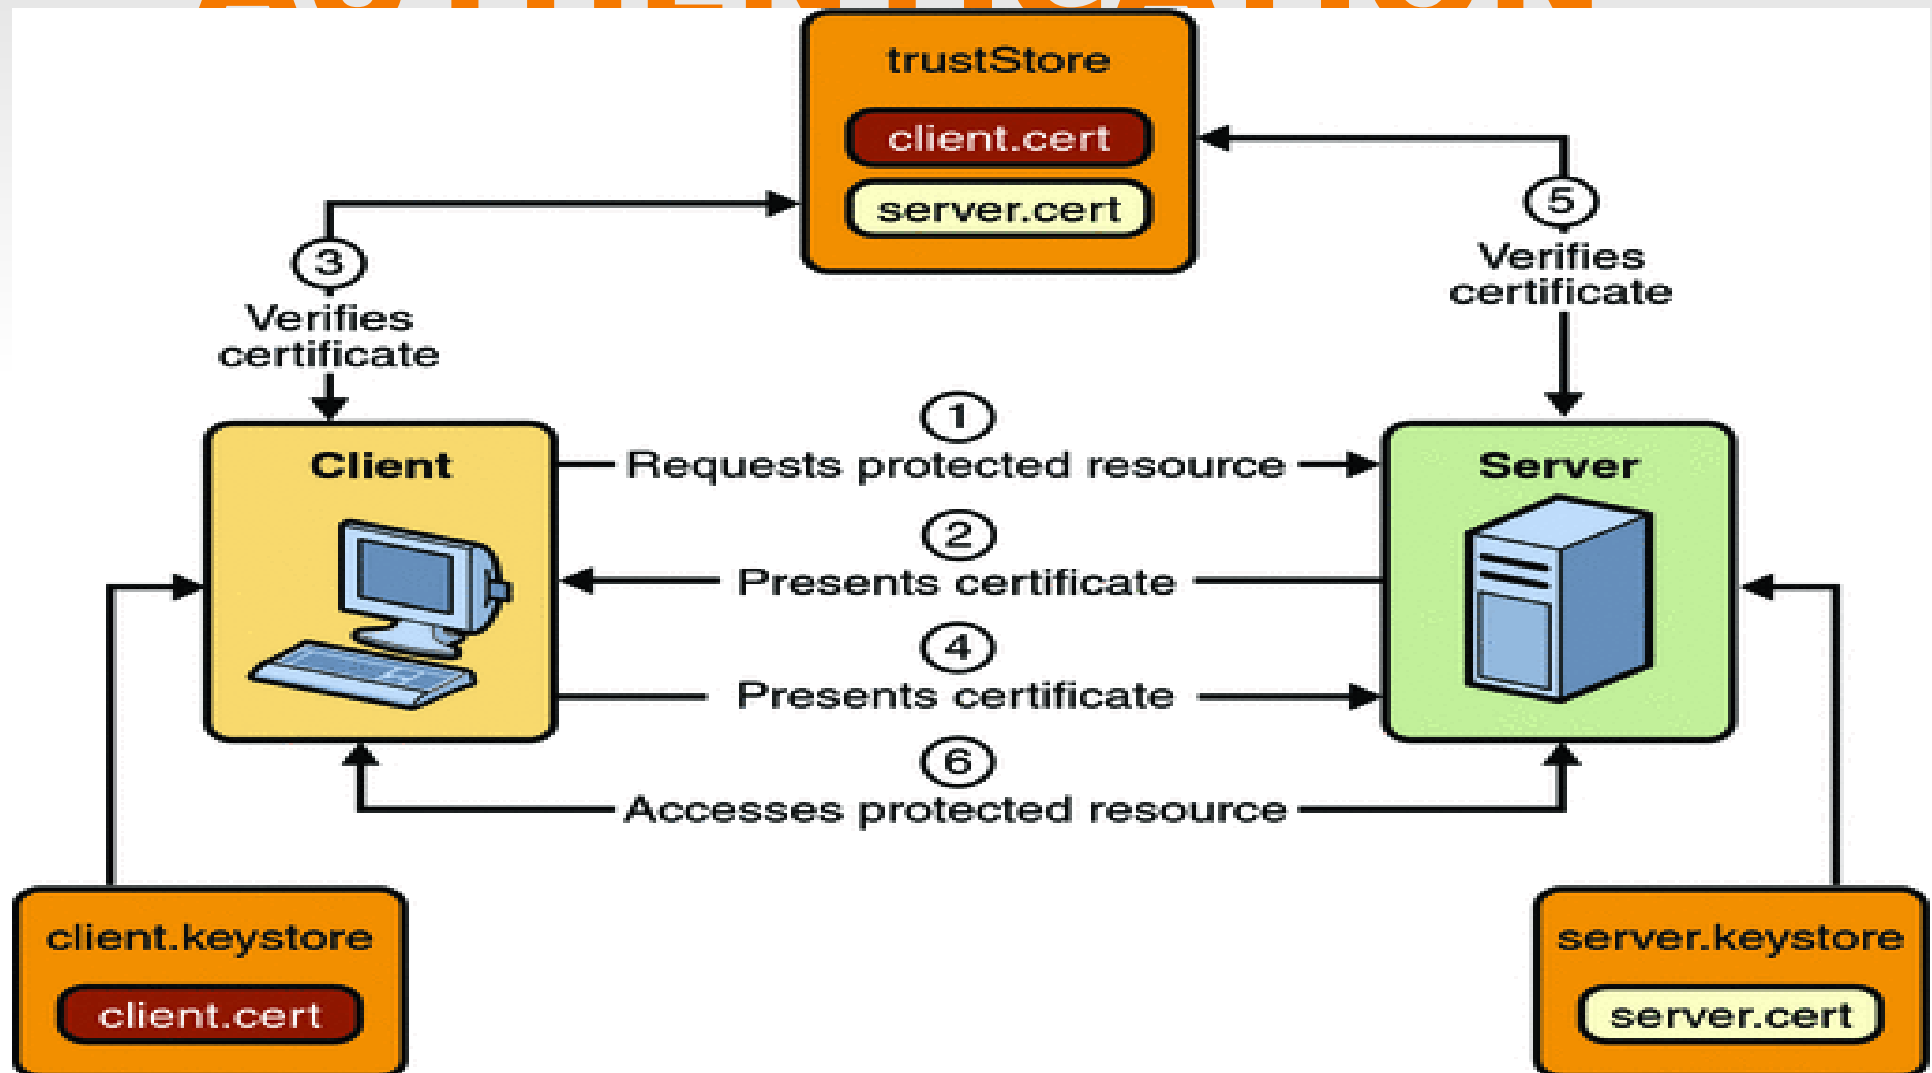 AUTHENTICATION
trustStore
client.cert
server.cert
3
Verifies
certificate
5
Verifies
certificate
1
Requests protected resource
Client
Server
2
Presents certificate
4
Presents certificate
6
Accesses protected resource
client.keystore
client.cert
server.keystore
server.cert